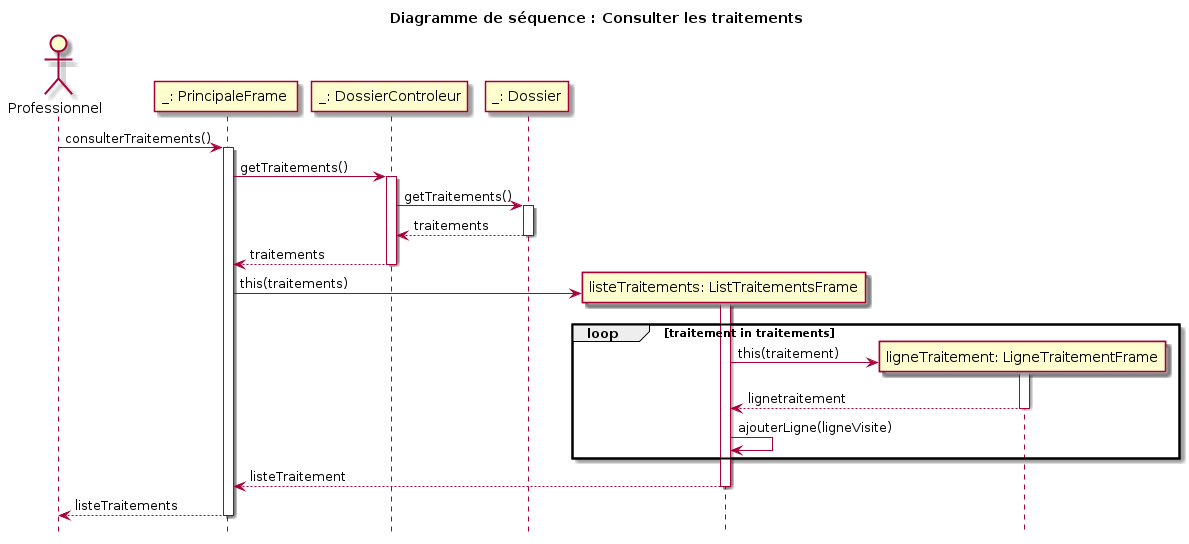 Diagramme de séquence : Consulter les traitements
Professionnel
_: PrincipaleFrame
_: DossierControleur
_: Dossier
consulterTraitements()
getTraitements()
getTraitements()
traitements
traitements
this(traitements)
listeTraitements: ListTraitementsFrame
loop
[traitement in traitements]
this(traitement)
ligneTraitement: LigneTraitementFrame
lignetraitement
ajouterLigne(ligneVisite)
listeTraitement
listeTraitements